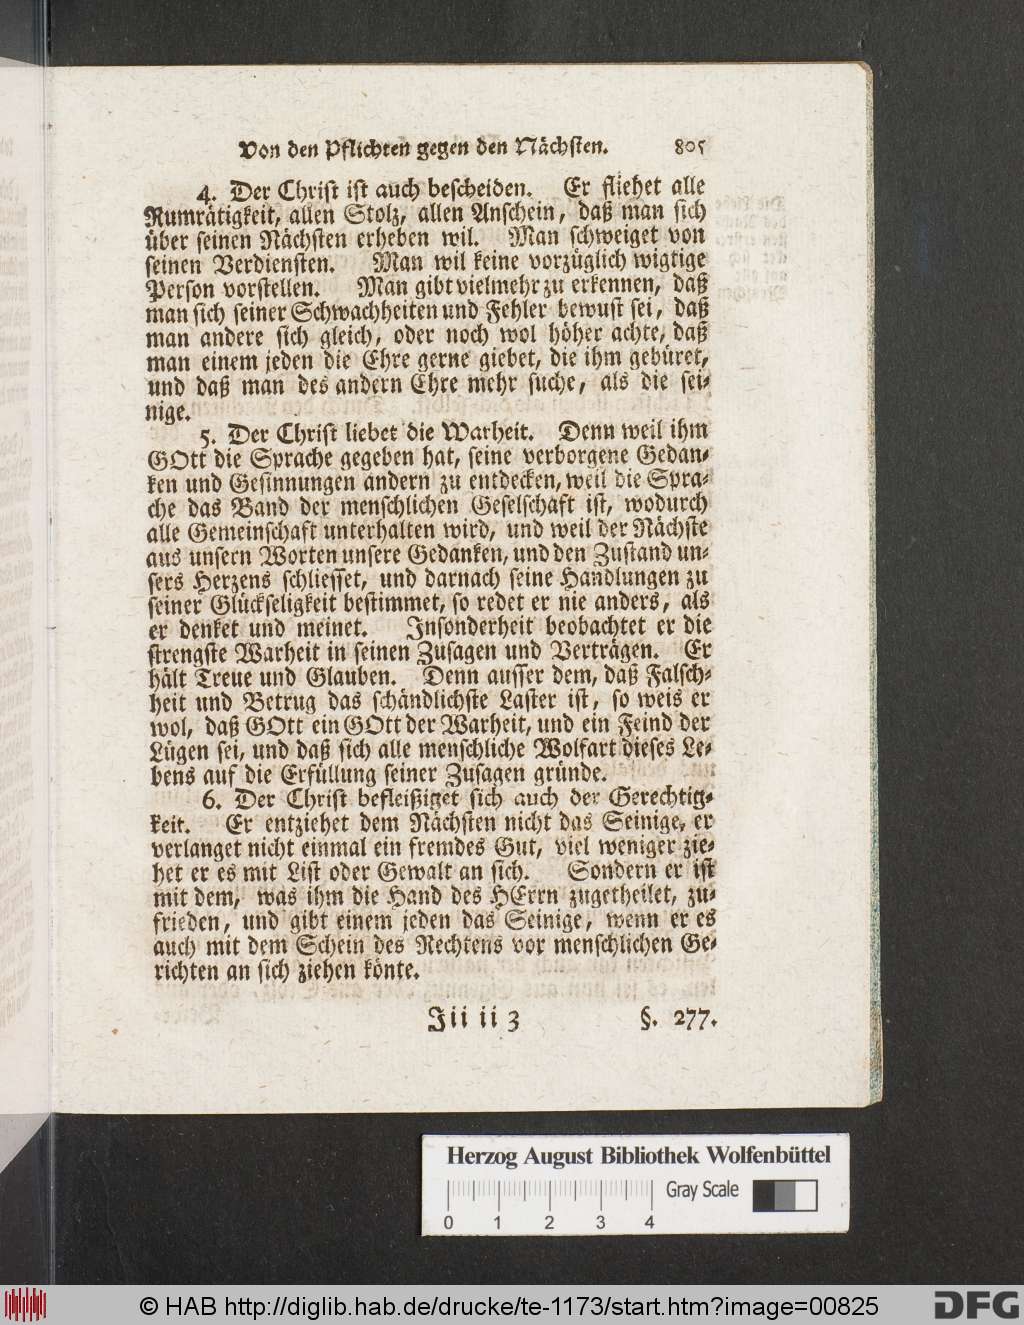 Von den Pflichten gegen den Nächsten. 805
4. Der Christ ist auch bescheiden. Er fliehet alle
Rumrätigkeit, allen Stolz, allen Anschein, daß man sich
über seinen Nächsten erheben wil. Man schweiget von
seinen Verdiensten. Man wil keine vorzüglich wigtige
Person vorstellen. Man gibt vielmehr zu erkennen, daß
man sich seiner Schwachheiten und Fehler bewust sei, daß
man andere sich gleich, oder noch wol höher achte, daß
man einem jeden die Ehre gerne giebet, die ihm gebüret,
und daß man des andern Ehre mehr suche, als die sei-
nige.
5. Der Christ liebet die Warheit. Denn weil ihm
GOtt die Sprache gegeben hat, seine verborgene Gedan-
ken und Gesinnungen andern zu entdecken, weil die Spra-
che das Band der menschlichen Geselschaft ist, wodurch
alle Gemeinschaft unterhalten wird, und weil der Nächste
aus unsern Worten unsere Gedanken, und den Zustand un-
sers Herzens schliesset, und darnach seine Handlungen zu
seiner Glückseligkeit bestimmet, so redet er nie anders, als
er denket und meinet. Insonderheit beobachtet er die
strengste Warheit in seinen Zusagen und Verträgen. Er
hält Treue und Glauben. Denn ausser dem, daß Falsch-
heit und Betrug das schändlichste Laster ist, so weis er
wol, daß GOtt ein GOtt der Warheit, und ein Feind der
Lügen sei, und daß sich alle menschliche Wolfart dieses Le-
bens auf die Erfüllung seiner Zusagen gründe.
6. Der Christ befleißiget sich auch der Gerechtig-
keit. Er entziehet dem Nächsten nicht das Seinige, er
verlanget nicht einmal ein fremdes Gut, viel weniger zie-
het er es mit List oder Gewalt an sich. Sondern er ist
mit dem, was ihm die Hand des HErrn zugetheilet, zu-
frieden, und gibt einem jeden das Seinige, wenn er es
auch mit dem Schein des Rechtens vor menschlichen Ge-
richten an sich ziehen könte.
Jii ii 3 §. 277.
Herzog August Bibliothek Wolfenbüttel
Gray Scale
0 1 2 3 4
© HAB http://diglib.hab.de/drucke/te-1173/start.htm?image=00825
DFG